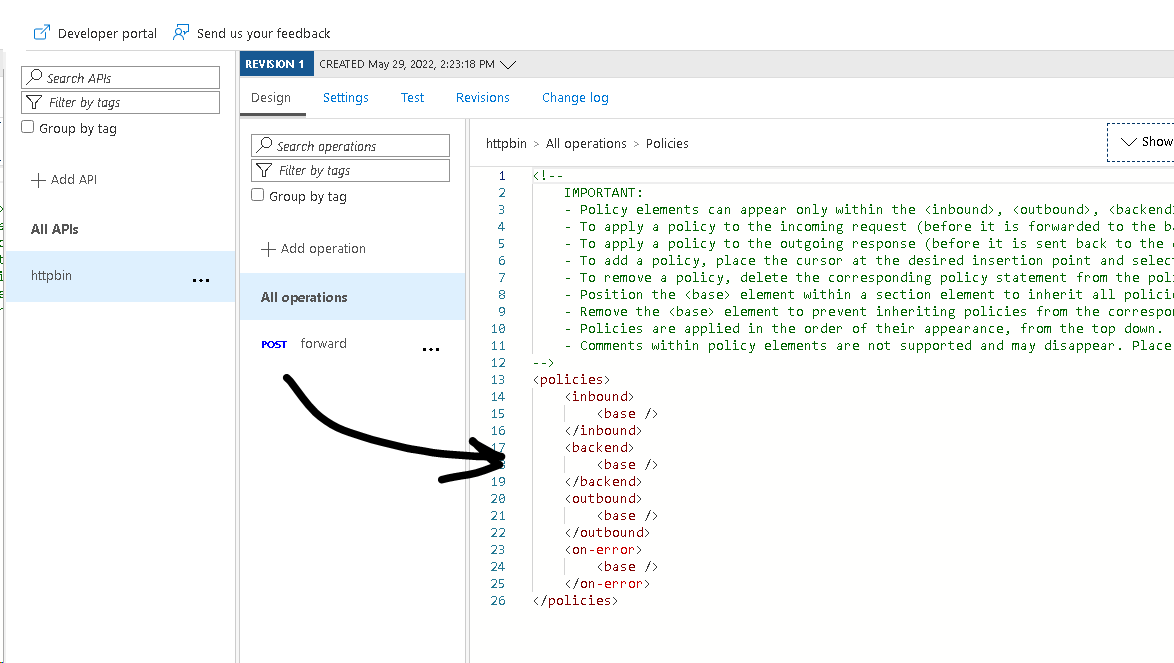 Developer portal
Send us your feedback
Search APIs
Filter by tags
Group by tag
Add API
All APIs
httpbin
REVISION 1 CREATED May 29, 2022, 2:23:18 PM
Design Settings Test Revisions Change log
Search operations
Filter by tags
Group by tag
Add operation
All operations
POST forward
httpbin > All operations > Policies
Show
1 <!--
2 IMPORTANT:
3 - Policy elements can appear only within the <inbound>, <outbound>, <backend>
4 - To apply a policy to the incoming request (before it is forwarded to the
5 - To apply a policy to the outgoing response (before it is sent back to the
6 - To add a policy, place the cursor at the desired insertion point and select
7 - To remove a policy, delete the corresponding policy statement from the
8 - Position the <base> element within a section element to inherit all
9 - Remove the <base> element to prevent inheriting policies from the
10 - Policies are applied in the order of their appearance, from the top down.
11 - Comments within policy elements are not supported and may disappear. Place
12 -->
13 <policies>
14 <inbound>
15 <base />
16 </inbound>
17 <backend>
<base />
19 </backend>
20 <outbound>
21 <base />
22 </outbound>
23 <on-error>
24 <base />
25 </on-error>
26 </policies>